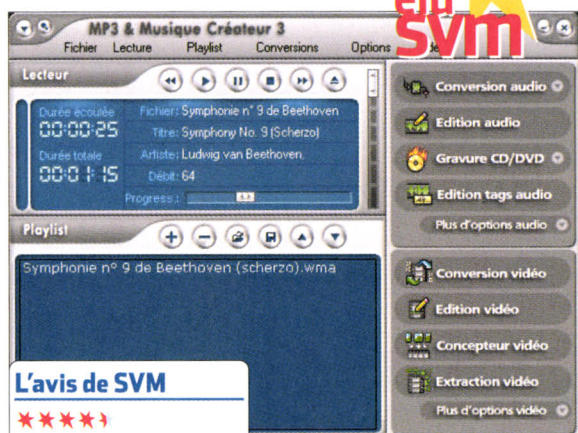 élu
SVM
MP3 & Musique Créateur 3
Fichier Lecture Playlist Conversions Options
Lecteur
Durée écoutée
00:00:25
Fichier: Symphonie n° 9 de Beethoven
Titre: Symphony No. 9 (Scherzo)
Durée totale
00:01:15
Artiste: Ludwig van Beethoven.
Débit: 64
Progress.:
Playlist
Symphonie n° 9 de Beethoven (scherzo).wma
Conversion audio
Edition audio
Gravure CD/DVD
Edition tags audio
Plus d'options audio
Conversion vidéo
Edition vidéo
Concepteur vidéo
Extraction vidéo
Plus d'options vidéo
L'avis de SVM